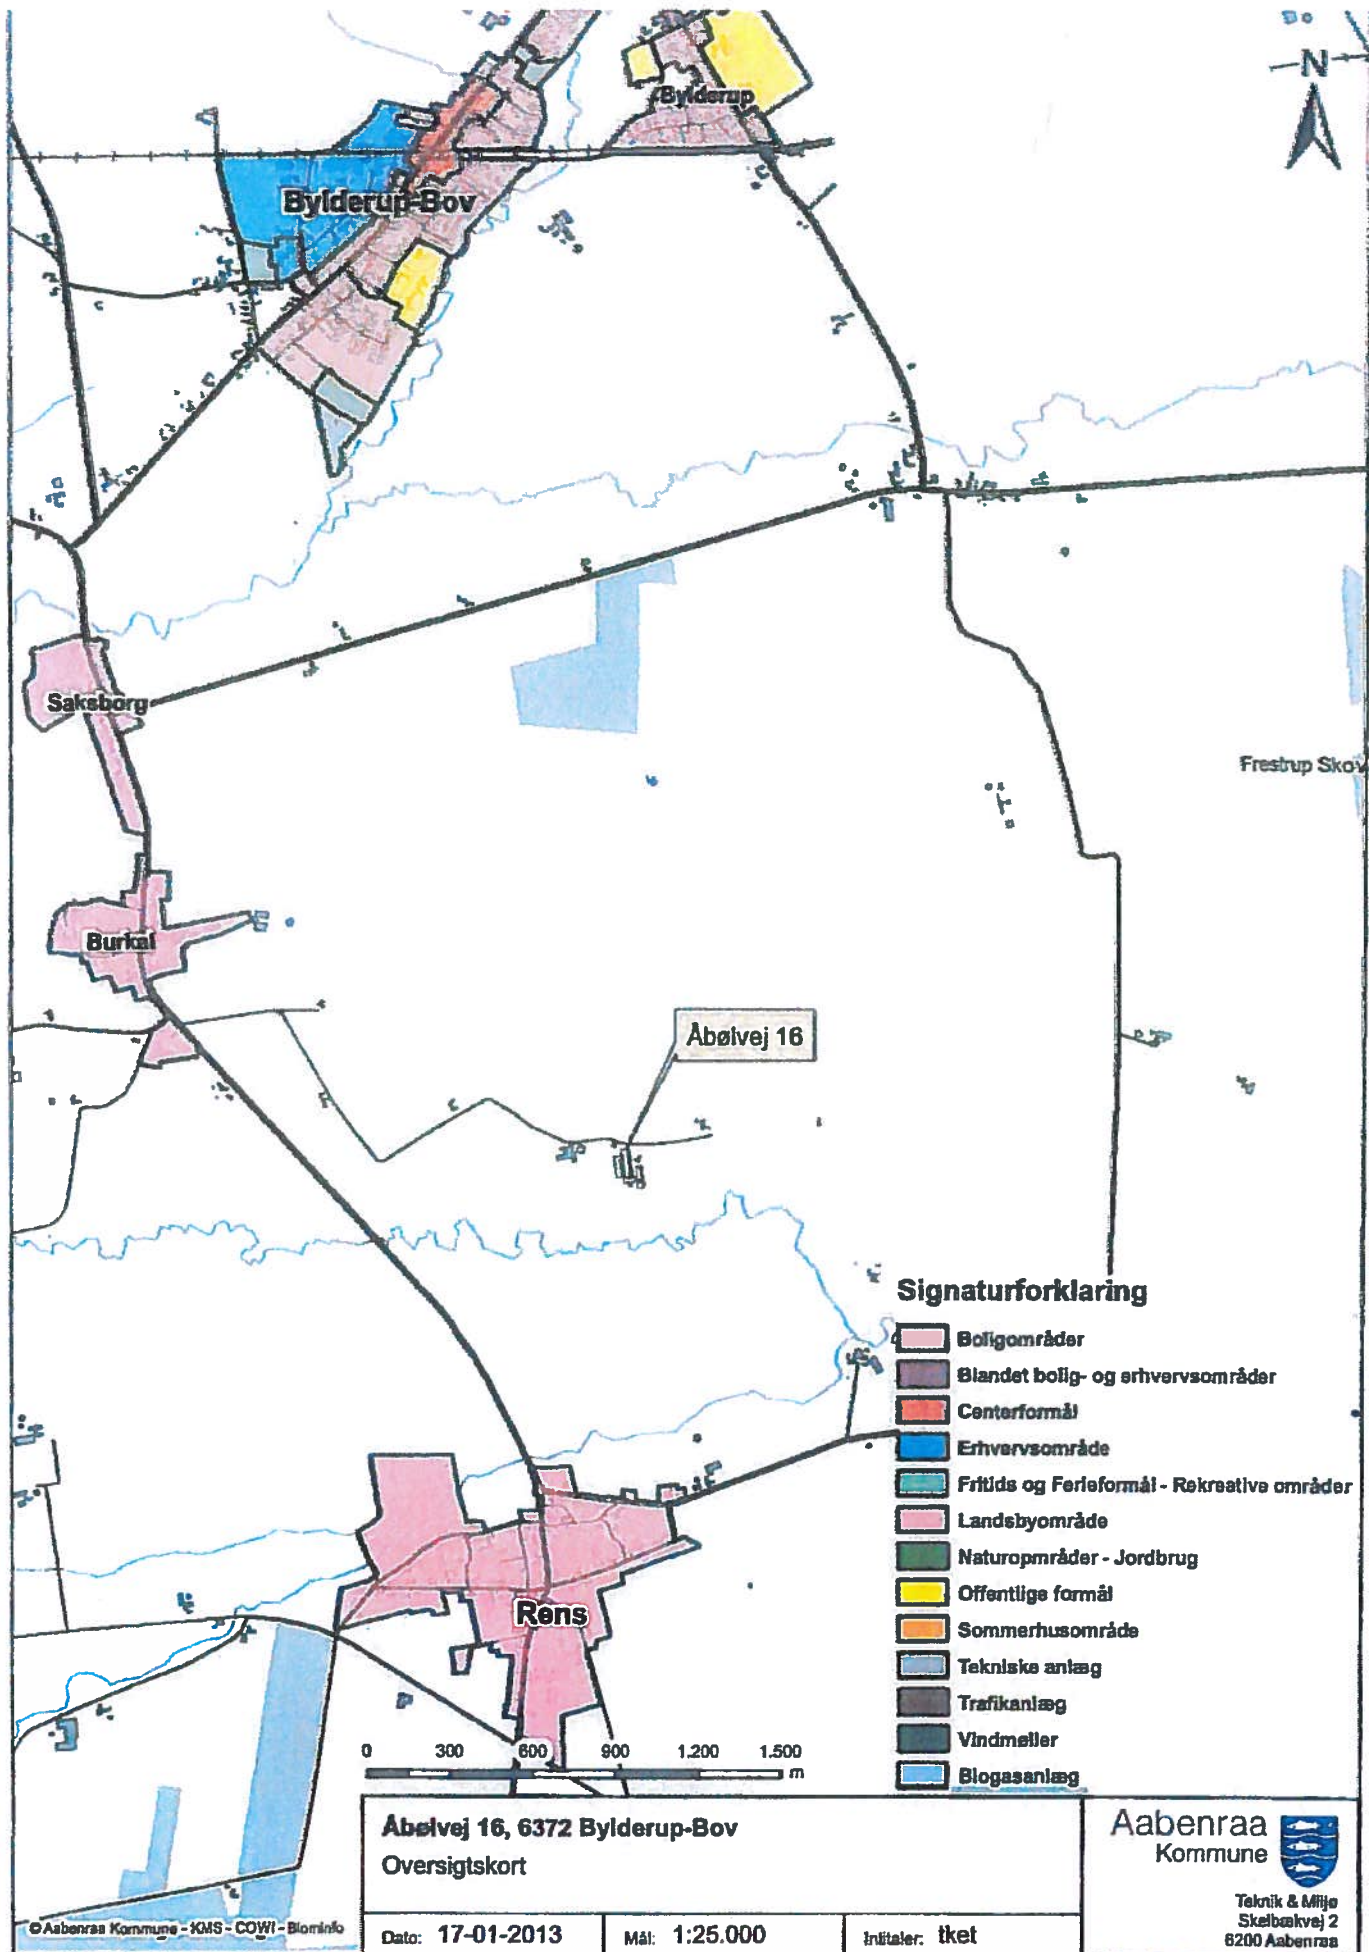 N
Bylderup
Bylderup-Bov
Saksborg
Frestrup Skov
Burkal
Åbølvej 16
Signaturforklaring
Boligområder
Blandet bolig- og erhvervsområder
Centerformål
Erhvervsområde
Fritids og Ferieformål - Rekreative områder
Landsbyområde
Naturopmråder - Jordbrug
Offentlige formål
Sommerhusområde
Tekniske anlæg
Trafikanlæg
Vindmøller
Biogasanlæg
Rens
0 300 600 900 1.200 1.500
m
Åbølvej 16, 6372 Bylderup-Bov
Oversigtskort
Aabenraa
Kommune
Teknik & Miljø
Skelbækvej 2
6200 Aabenraa
©Aabenraa Kommune - KMS - COWI - BlomInfo
Dato: 17-01-2013 Mål: 1:25.000 Initialer: tket